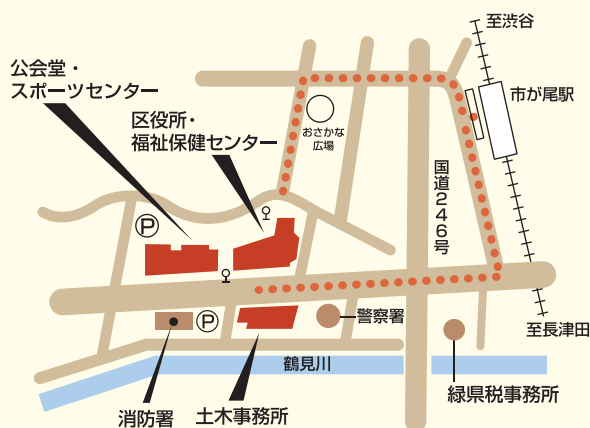 至渋谷
公会堂・
スポーツセンター
市が尾駅
区役所・
福祉保健センター
おさかな
広場
国道246号
P
P
警察署
至長津田
鶴見川
緑県税事務所
消防署
土木事務所